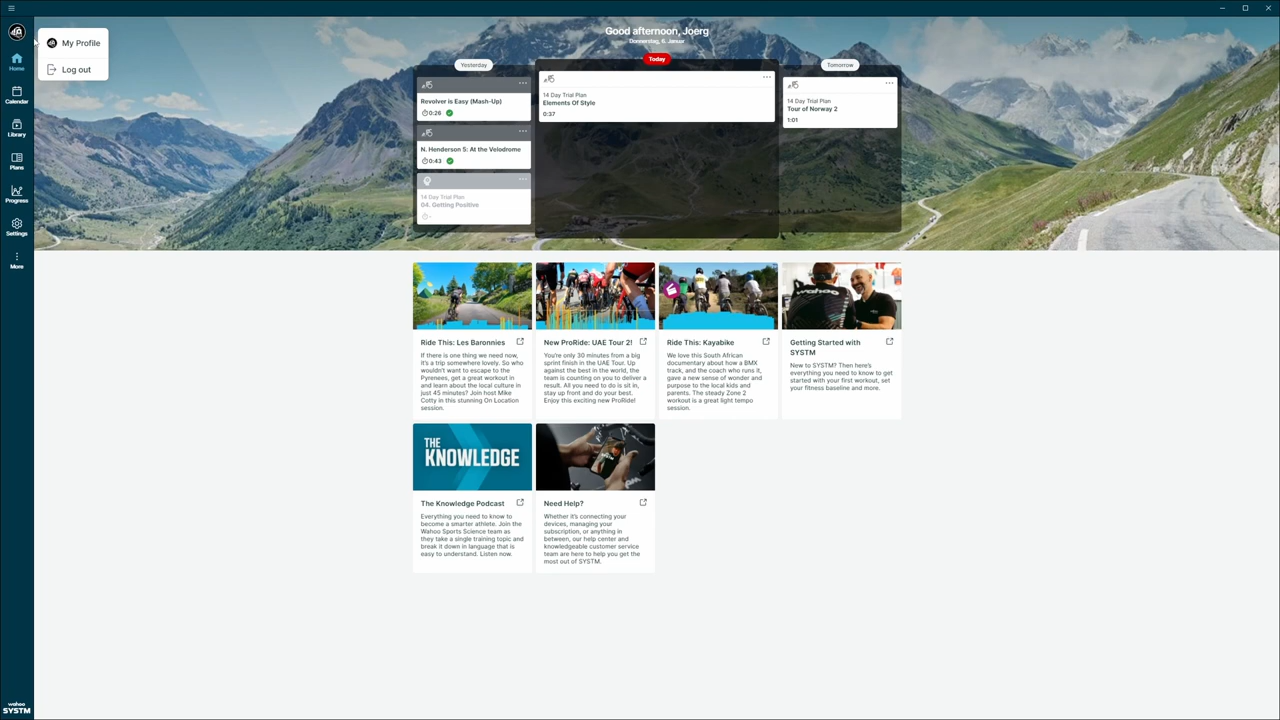 My Profile
Log out
Home
Calendar
Library
Plans
Progress
Settings
More
wahoo
SYSTM
Good afternoon, Joerg
Donnerstag, 6. Januar
Yesterday
Revolver is Easy (Mash-Up)
0:26
N. Henderson 5: At the Velodrome
0:43
14 Day Trial Plan
04. Getting Positive
-
Today
14 Day Trial Plan
Elements Of Style
0:37
Tomorrow
14 Day Trial Plan
Tour of Norway 2
1:01
Ride This: Les Baronnies
If there is one thing we need now,
it's a trip somewhere lovely. So who
wouldn't want to escape to the
Pyrenees, get a great workout in
and learn about the local culture in
just 45 minutes? Join host Mike
Cotty in this stunning On Location
session.
New ProRide: UAE Tour 2!
You're only 30 minutes from a big
sprint finish in the UAE Tour. Up
against the best in the world, the
team is counting on you to deliver a
result. All you need to do is sit in,
stay up front and do your best.
Enjoy this exciting new ProRide!
Ride This: Kayabike
We love this South African
documentary about how a BMX
track, and the coach who runs it,
gave a new sense of wonder and
purpose to the local kids and
parents. The steady Zone 2
workout is a great light tempo
session.
wahoo
Getting Started with
SYSTM
New to SYSTM? Then here's
everything you need to know to get
started with your first workout, set
your fitness baseline and more.
THE
KNOWLEDGE
The Knowledge Podcast
Everything you need to know to
become a smarter athlete. Join the
Wahoo Sports Science team as
they take a single training topic and
break it down in language that is
easy to understand. Listen now.
Need Help?
Whether it's connecting your
devices, managing your
subscription, or anything in
between, our help center and
knowledgeable customer service
team are here to help you get the
most out of SYSTM.